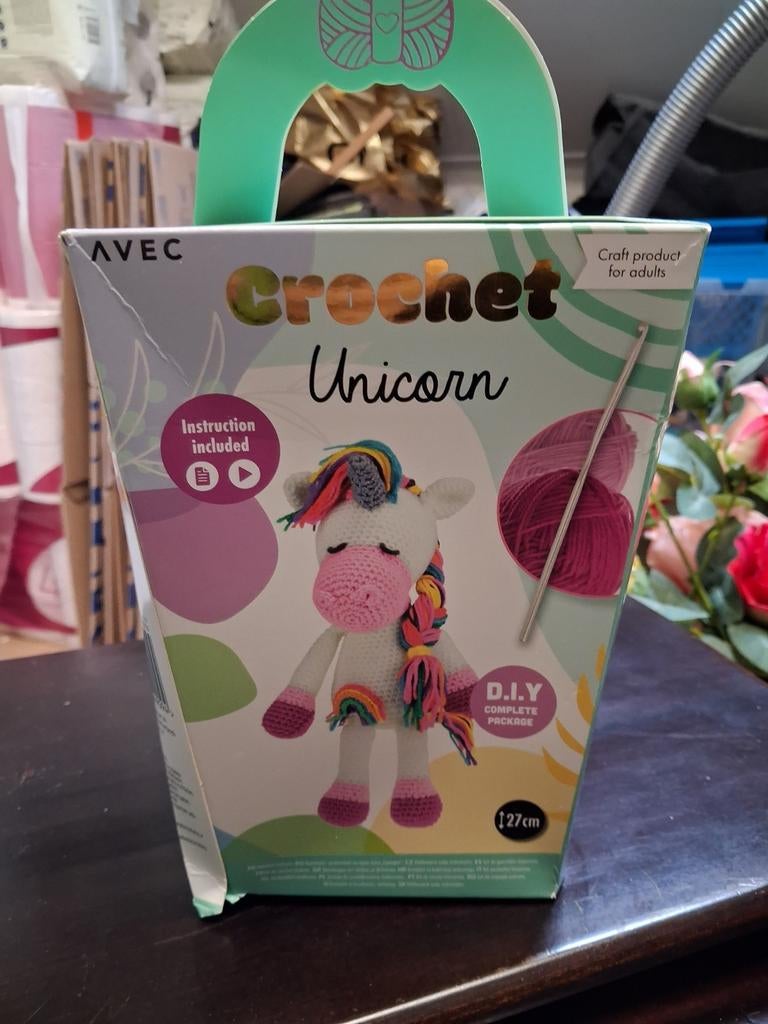 AVEC
Craft product
for adults
Crochet
Unicorn
Instruction
included
D.I.Y
COMPLETE
PACKAGE
27cm